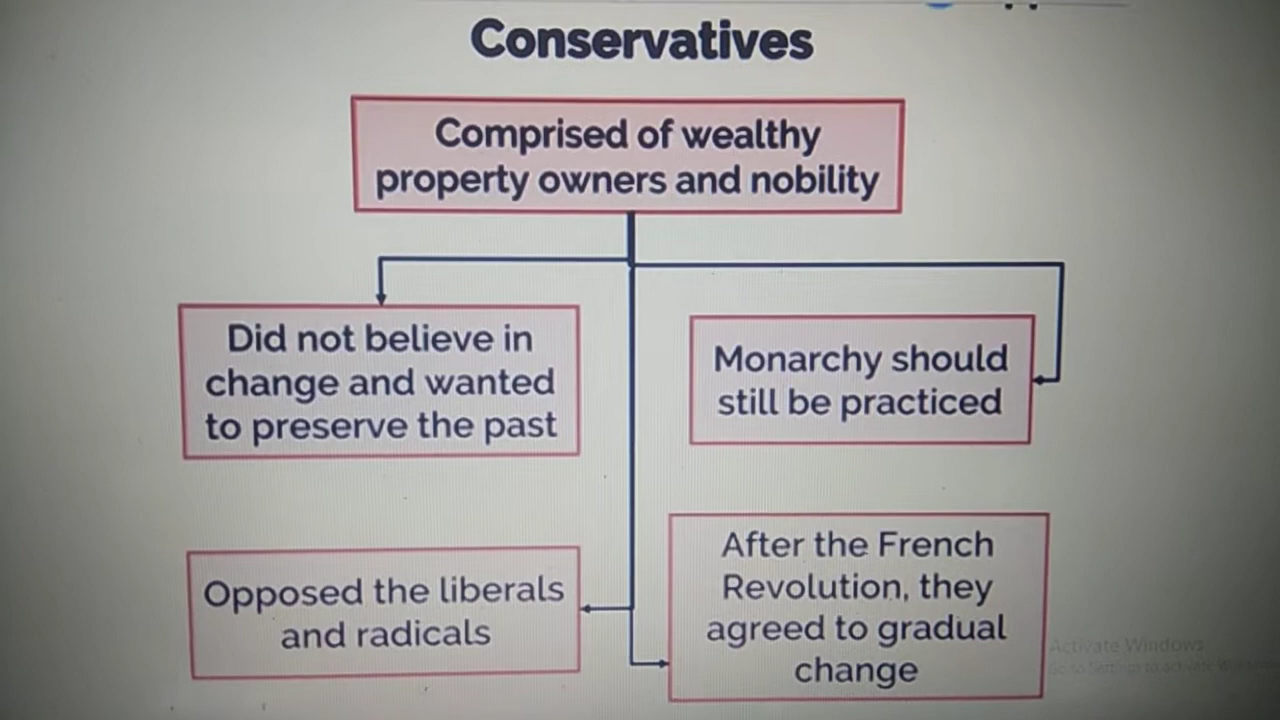 Conservatives
Comprised of wealthy
property owners and nobility
Did not believe in
change and wanted
to preserve the past
Monarchy should
still be practiced
Opposed the liberals
and radicals
After the French
Revolution, they
agreed to gradual
change
Activate Windows